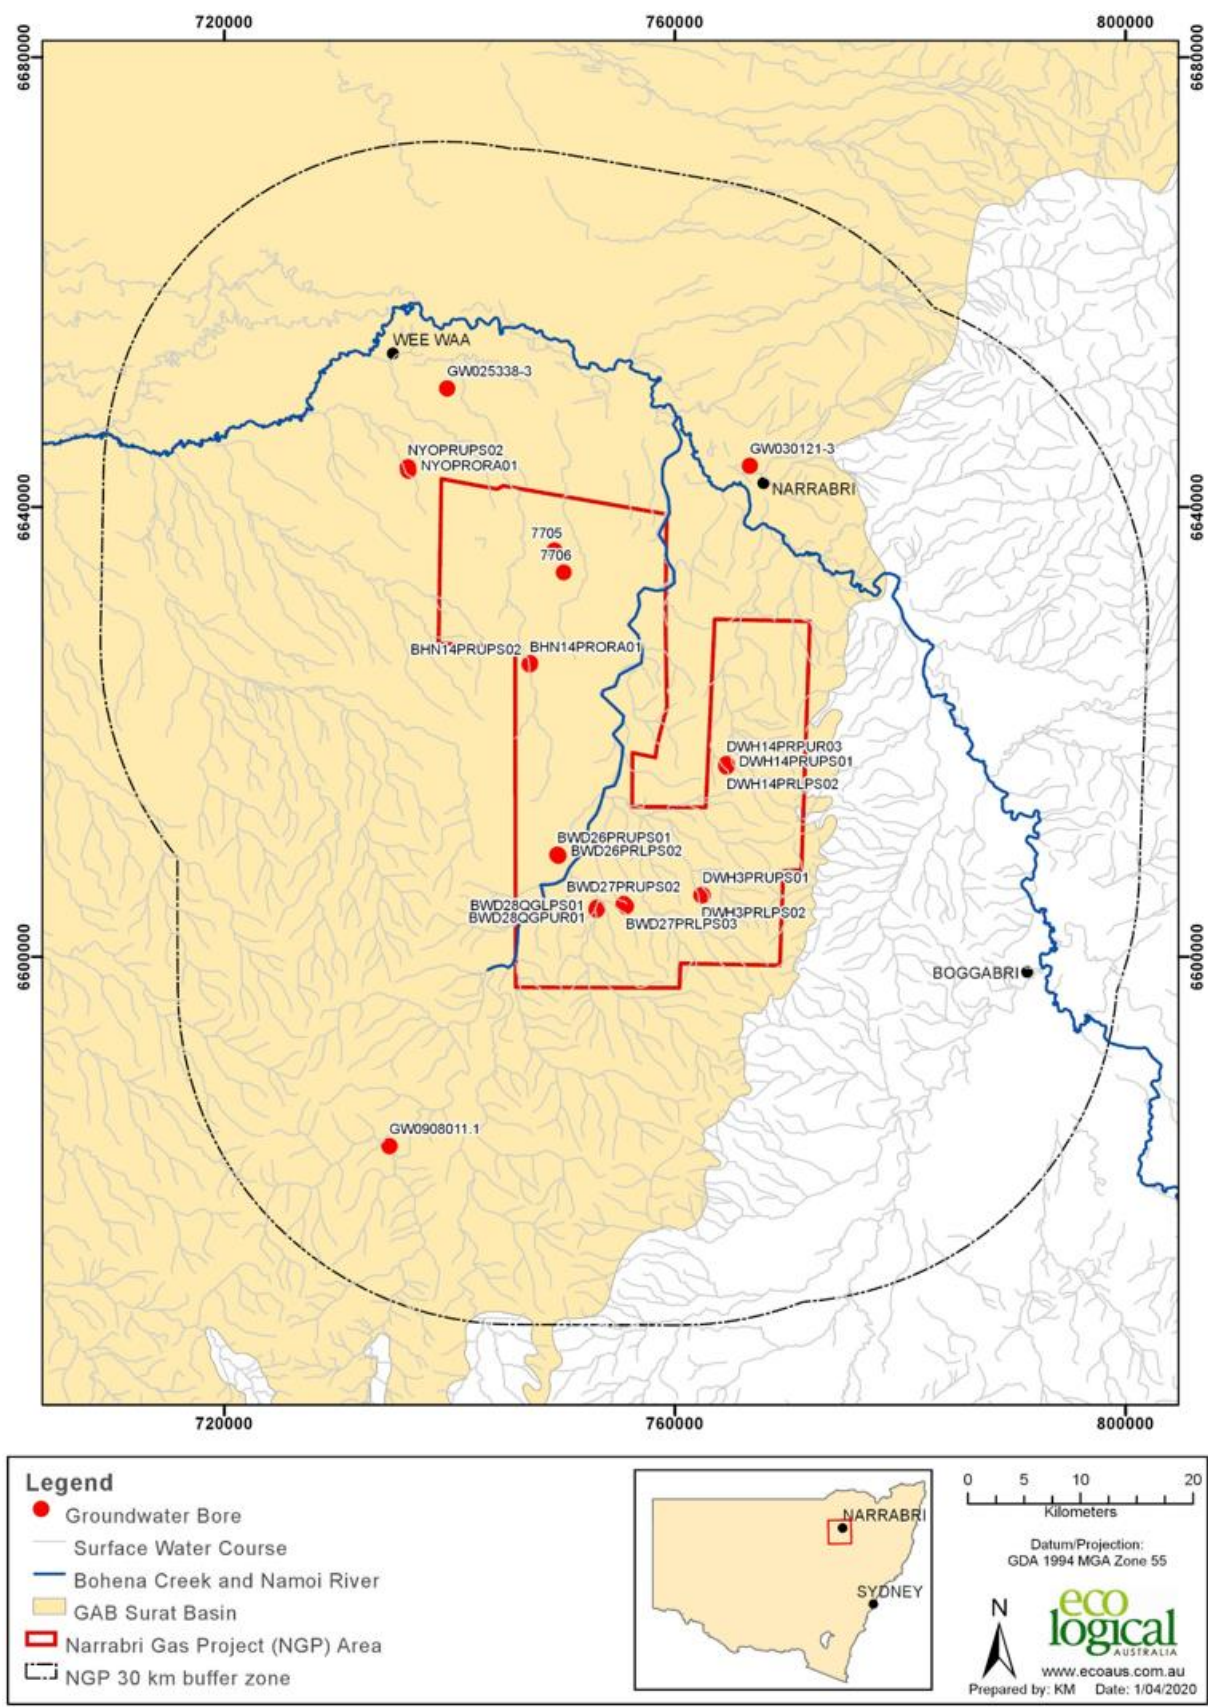 720000
760000
800000
6680000
6680000
WEE WAA
GW025338-3
NYOPRUPS02
NYOPRORA01
GW030121-3
NARRABRI
6640000
6640000
7705
7706
BHN14PRUPS02
BHN14PRORA01
DWH14PRPUR03
DWH14PRUPS01
DWH14PRLPS02
BWD26PRUPS01
BWD26PRLPS02
DWH3PRUPS01
BWD27PRUPS02
BWD28QGLPS01
BWD28QGPUR01
DWH3PRLPS02
BWD27PRLPS03
6600000
6600000
BOGGABRI
GW0908011.1
720000
760000
800000
Legend
Groundwater Bore
Surface Water Course
Bohena Creek and Namoi River
GAB Surat Basin
Narrabri Gas Project (NGP) Area
NGP 30 km buffer zone
NARRABRI
SYDNEY
0 5 10 20
Kilometers
Datum/Projection:
GDA 1994 MGA Zone 55
N
eco
logical
AUSTRALIA
www.ecoaus.com.au
Prepared by: KM Date: 1/04/2020